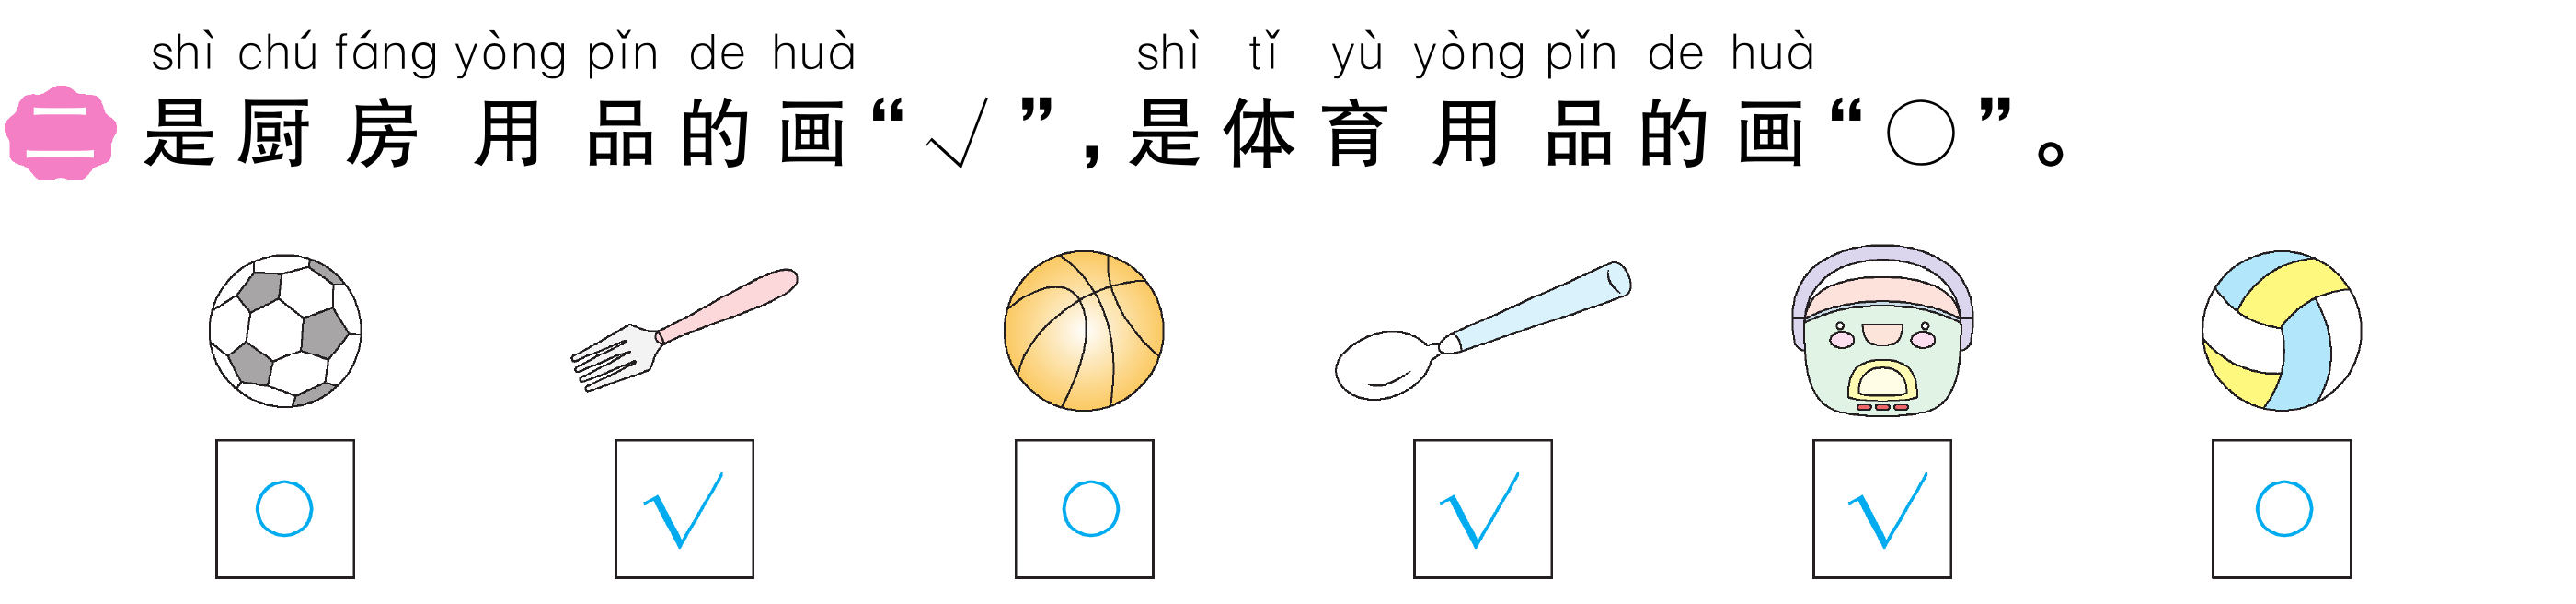 shì chú fáng yòng pǐn de huà shì tǐ yù yòng pǐn de huà
二 是厨房用品的画“√”,是体育用品的画“○”。
○ √ ○ √ √ ○